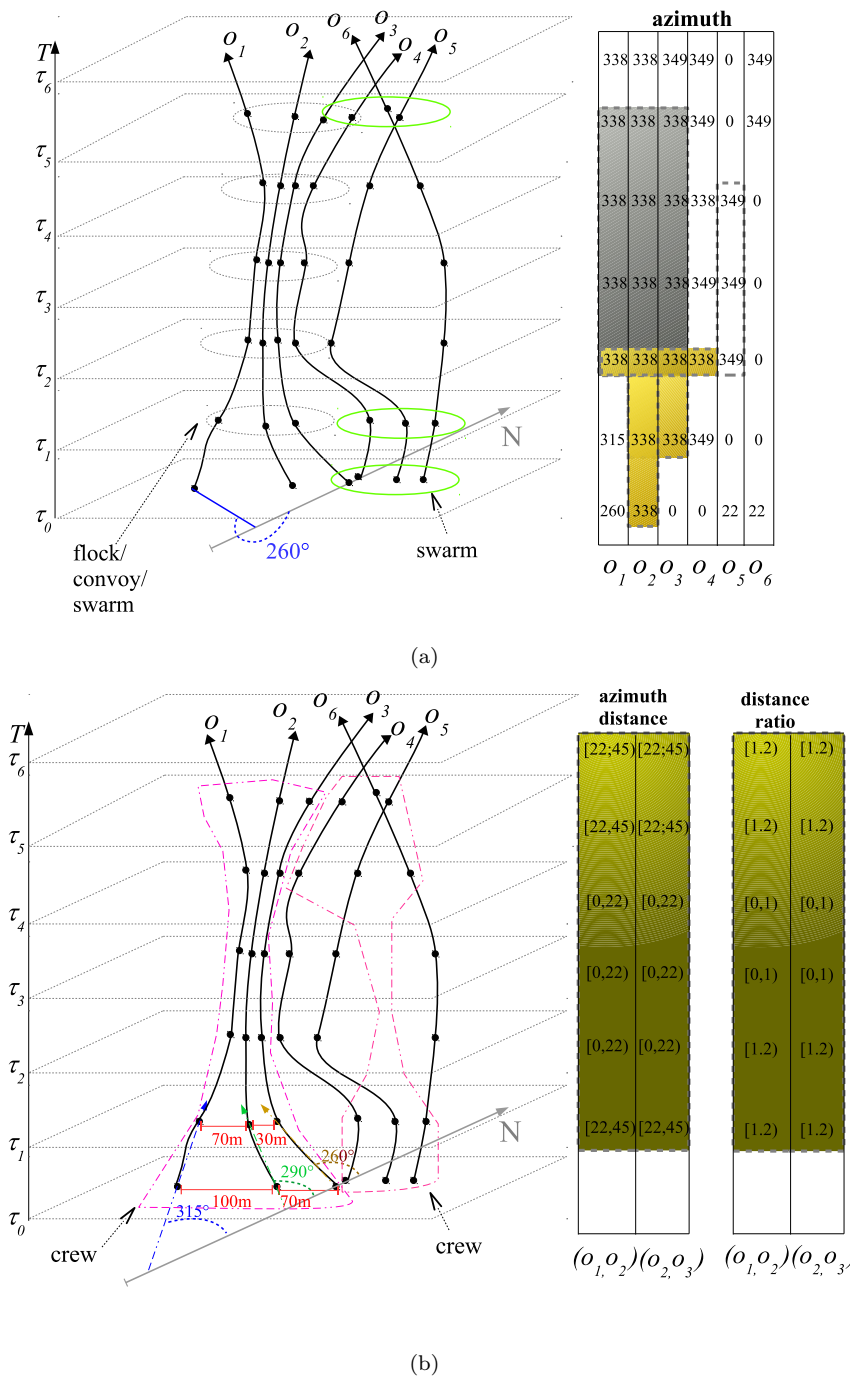 azimuth
T
o1 o2 o6 o3 o4 o5
τ6
τ5
τ4
τ3
τ2
τ1
τ0
N
260°
flock/
convoy/
swarm
swarm
338 338 349 349 0 349
338 338 338 349 0 349
338 338 338 338 349 0
338 338 338 349 349 0
338 338 338 338 349 0
315 338 338 349 0 0
260 338 0 0 22 22
o1 o2 o3 o4 o5 o6
(a)
azimuth
distance
distance
ratio
T
o1 o2 o6 o3 o4 o5
τ6
τ5
τ4
τ3
τ2
τ1
τ0
N
70m 30m
260°
290°
100m 70m
315°
crew
crew
[22;45) [22;45) [1.2) [1.2)
[22,45) [22;45) [1.2) [1.2)
[0,22) [0,22) [0,1) [0,1)
[0,22) [0,22) [0,1) [0,1)
[0,22) [0,22) [1.2) [1.2)
[22,45) [22,45) [1.2) [1.2)
(o1,o2) (o2,o3) (o1,o2) (o2,o3)
(b)